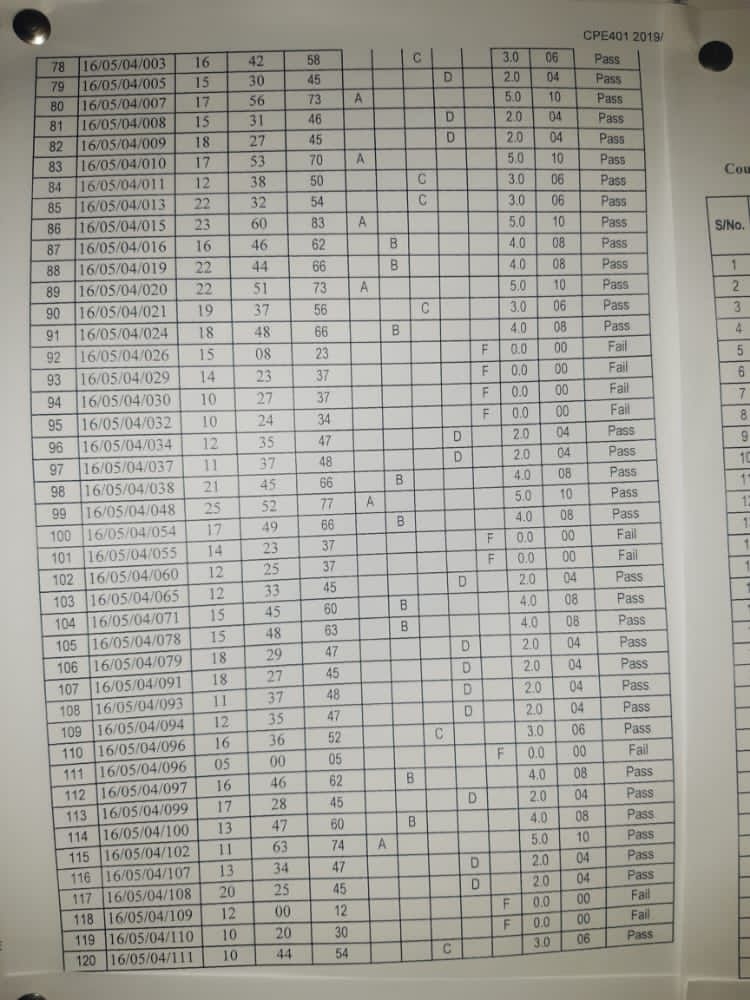 CPE401 2019/
78 16/05/04/003 16 42 58 C 3.0 06 Pass
79 16/05/04/005 15 30 45 D 2.0 04 Pass
80 16/05/04/007 17 56 73 A 5.0 10 Pass
81 16/05/04/008 15 31 46 D 2.0 04 Pass
82 16/05/04/009 18 27 45 D 2.0 04 Pass
83 16/05/04/010 17 53 70 A 5.0 10 Pass
84 16/05/04/011 12 38 50 C 3.0 06 Pass
85 16/05/04/013 22 32 54 C 3.0 06 Pass
86 16/05/04/015 23 60 83 A 5.0 10 Pass
87 16/05/04/016 16 46 62 B 4.0 08 Pass
88 16/05/04/019 22 44 66 B 4.0 08 Pass
89 16/05/04/020 22 51 73 A 5.0 10 Pass
90 16/05/04/021 19 37 56 C 3.0 06 Pass
91 16/05/04/024 18 48 66 B 4.0 08 Pass
92 16/05/04/026 15 08 23 F 0.0 00 Fail
93 16/05/04/029 14 23 37 F 0.0 00 Fail
94 16/05/04/030 10 27 37 F 0.0 00 Fail
95 16/05/04/032 10 24 34 F 0.0 00 Fail
96 16/05/04/034 12 35 47 D 2.0 04 Pass
97 16/05/04/037 11 37 48 D 2.0 04 Pass
98 16/05/04/038 21 45 66 B 4.0 08 Pass
99 16/05/04/048 25 52 77 A 5.0 10 Pass
100 16/05/04/054 17 49 66 B 4.0 08 Pass
101 16/05/04/055 14 23 37 F 0.0 00 Fail
102 16/05/04/060 12 25 37 F 0.0 00 Fail
103 16/05/04/065 12 33 45 D 2.0 04 Pass
104 16/05/04/071 15 45 60 B 4.0 08 Pass
105 16/05/04/078 15 48 63 B 4.0 08 Pass
106 16/05/04/079 18 29 47 D 2.0 04 Pass
107 16/05/04/091 18 27 45 D 2.0 04 Pass
108 16/05/04/093 11 37 48 D 2.0 04 Pass
109 16/05/04/094 12 35 47 D 2.0 04 Pass
110 16/05/04/096 16 36 52 C 3.0 06 Pass
111 16/05/04/096 05 00 05 F 0.0 00 Fail
112 16/05/04/097 16 46 62 B 4.0 08 Pass
113 16/05/04/099 17 28 45 D 2.0 04 Pass
114 16/05/04/100 13 47 60 B 4.0 08 Pass
115 16/05/04/102 11 63 74 A 5.0 10 Pass
116 16/05/04/107 13 34 47 D 2.0 04 Pass
117 16/05/04/108 20 25 45 D 2.0 04 Pass
118 16/05/04/109 12 00 12 F 0.0 00 Fail
119 16/05/04/110 10 20 30 F 0.0 00 Fail
120 16/05/04/111 10 44 54 C 3.0 06 Pass
Cou
S/No.
1
2
3
4
5
6
7
8
9